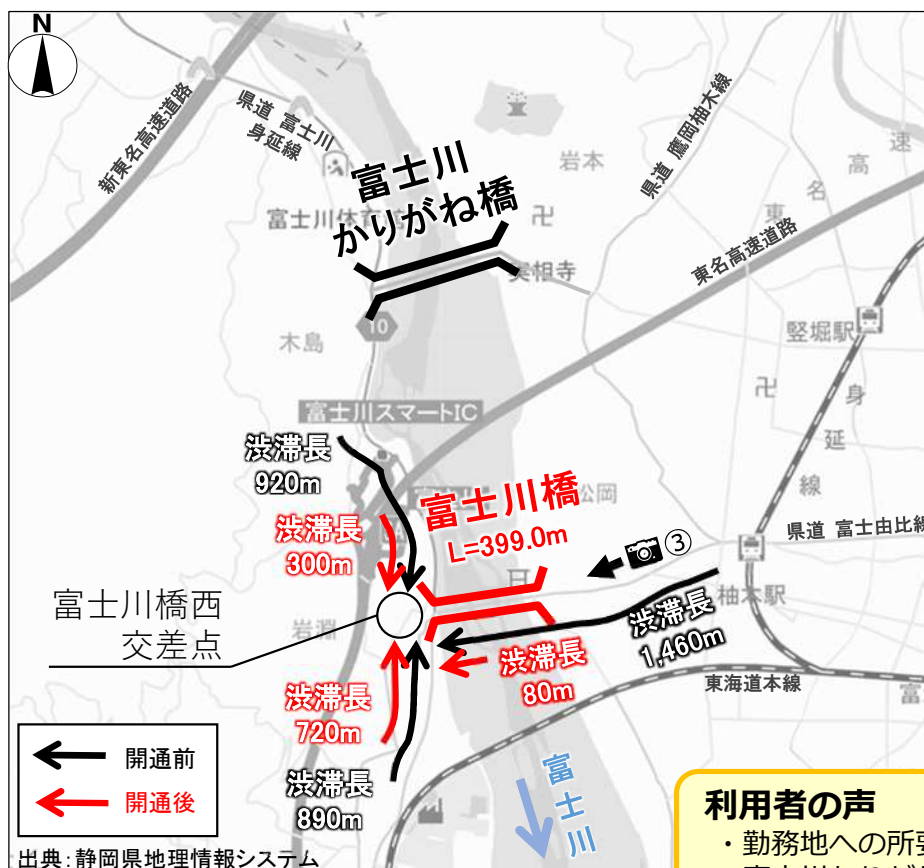 N
新東名高速道路
県道 富士川
身延線
富士川
かりがね橋
岩本
県道 鷹岡柚木線
東名高速
東名高速道路
実相寺
10
木島
竪堀駅
富士川スマートIC
身延線
渋滞長
920m
渋滞長
300m
富士川橋
L=399.0m
松岡
③
県道 富士由比線
柚木駅
富士川橋西
交差点
岩淵
渋滞長
1,460m
渋滞長
80m
東海道本線
富
渋滞長
720m
渋滞長
890m
開通前
開通後
富士川
利用者の声
・勤務地への所
出典：静岡県地理情報システム